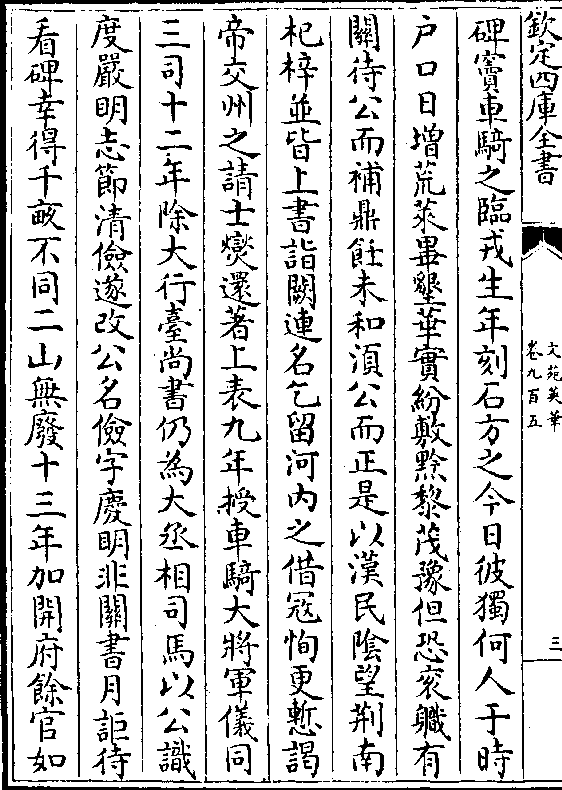 欽定四庫全書
文苑英華
卷九百五
三
碑竇車騎之臨戎生年刻石方之今日彼獨何人于時
户口日增荒萊畢墾華實紛敷黔黎茂豫但恐衮職有
闕待公而補鼎飪未和湏公而正是以漢民陰望荆南
杞梓並皆上書詣闕連名乞留河内之借冦恂更慙謁
帝交州之請士燮還著上表九年授車騎大將軍儀同
三司十二年除大行臺尚書仍為大丞相司馬以公識
度嚴明志節清儉遂改公名儉字慶明非關書月詎待
看碑幸得千畝不同二山無廢十三年加開府餘官如